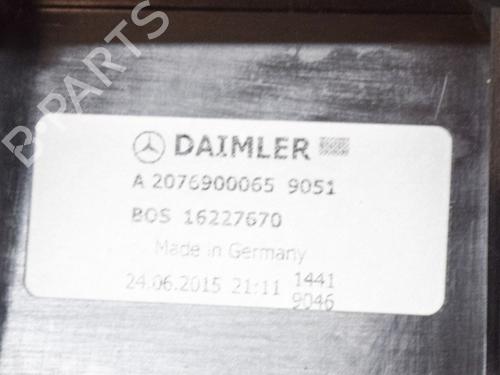 B-PARTS
DAIMLER
A 2076900065 9051
BOS 16227670
Made in Germany
24.06.2015 21:11 1441
9046